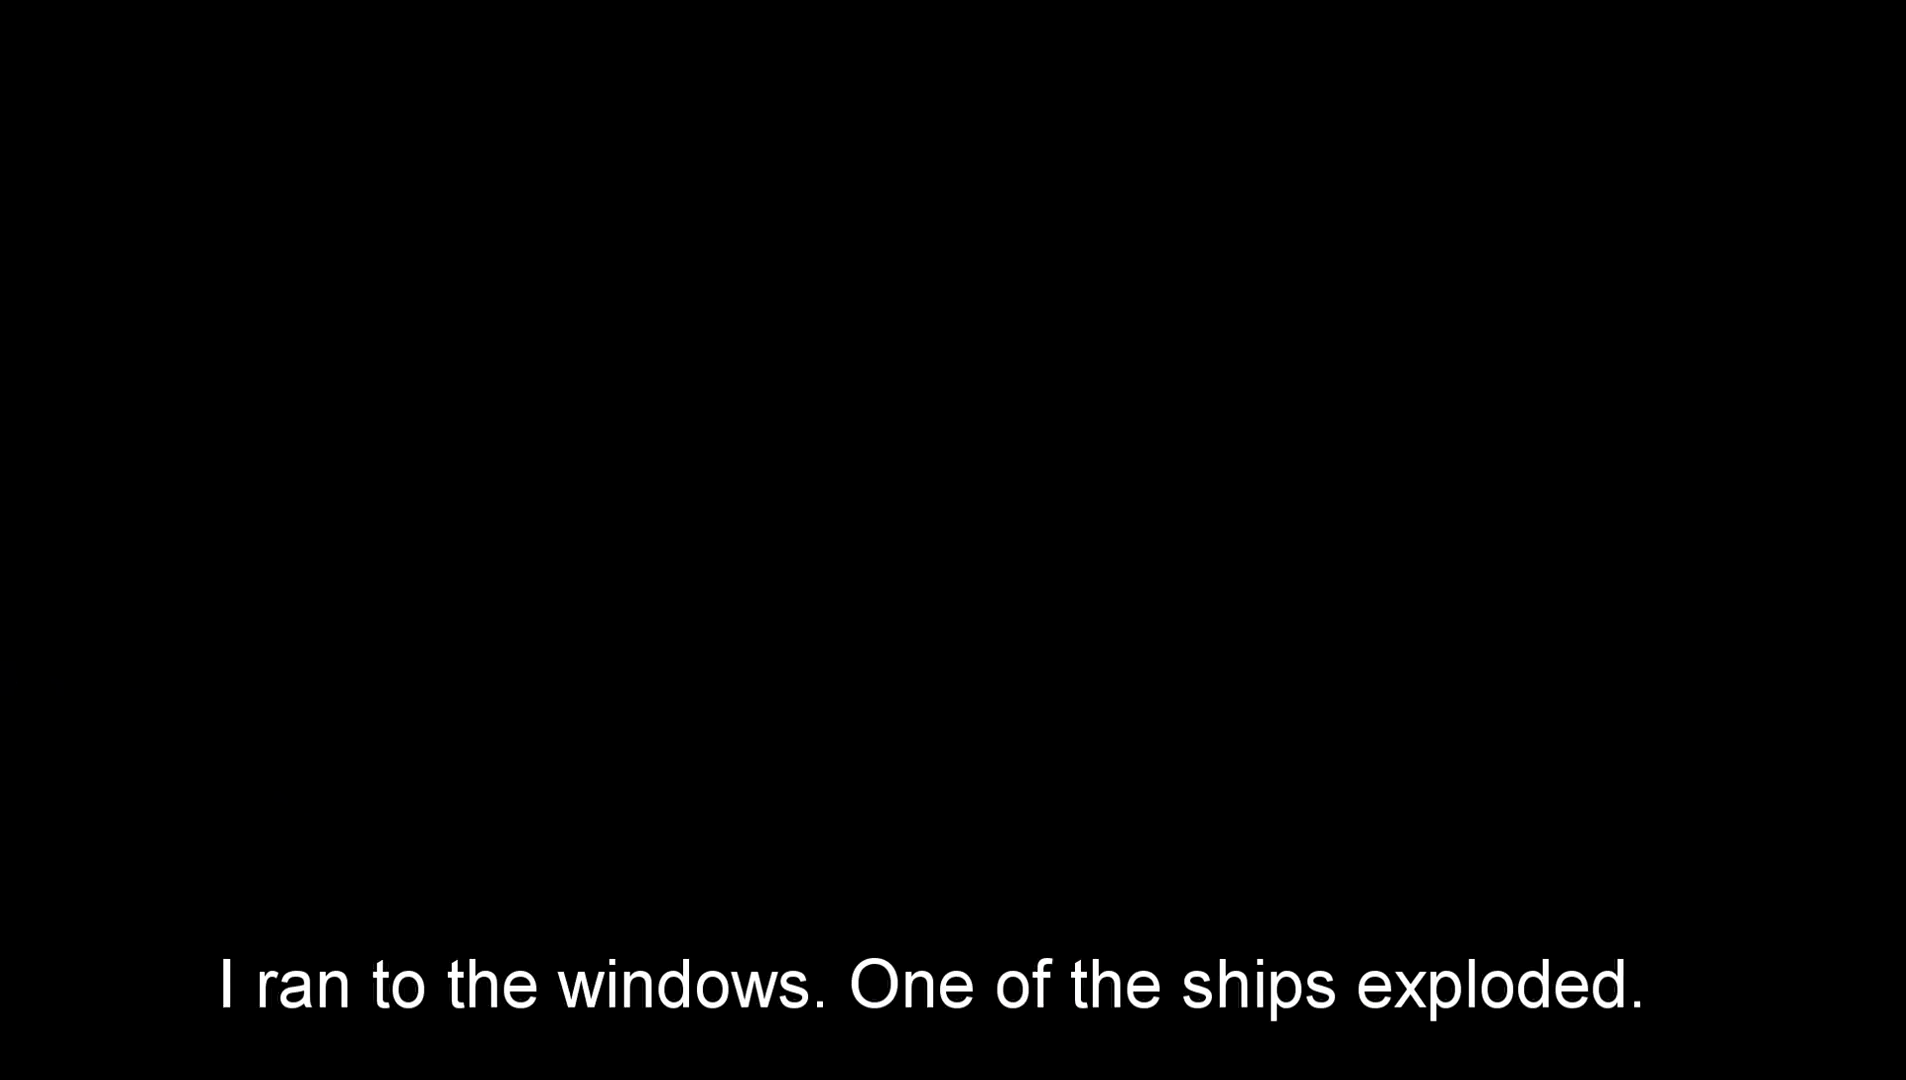 I ran to the windows. One of the ships exploded.